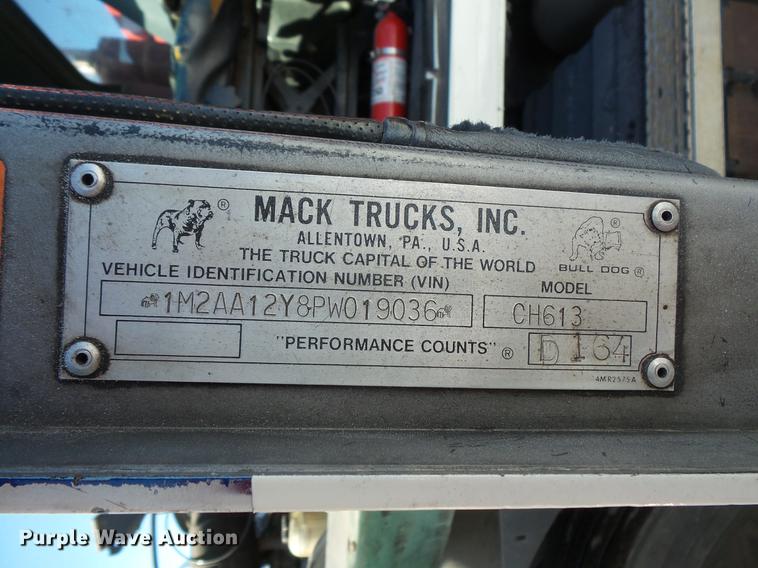 MACK TRUCKS, INC.
ALLENTOWN, PA., U.S.A.
THE TRUCK CAPITAL OF THE WORLD
BULL DOG ®
VEHICLE IDENTIFICATION NUMBER (VIN)
MODEL
1M2AA12Y8PW019036
CH613
"PERFORMANCE COUNTS" ®
D 164
4MR2575A
Purple Wave Auction